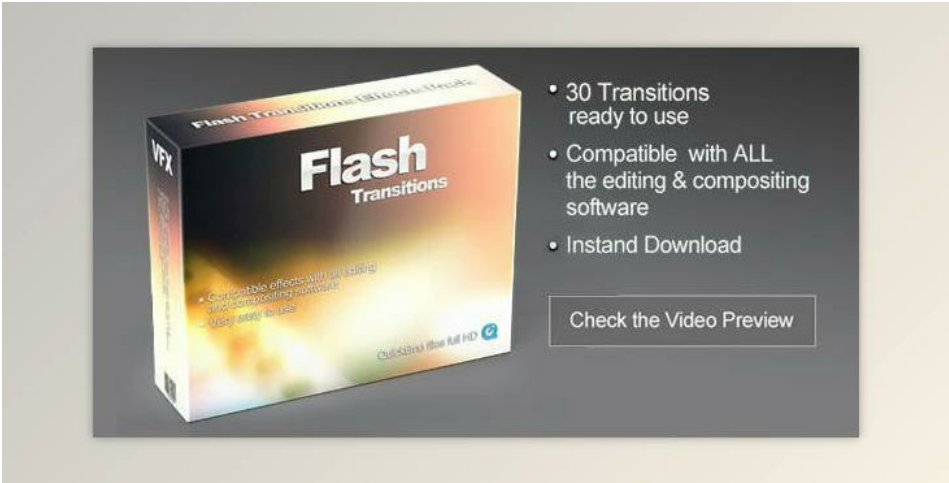 Flash Transitions Effects Pack
VFX
Flash
Transitions
• Compatible effects with all editing
and compositing software
• Very easy to use
Quicktime files full HD
• 30 Transitions
ready to use
• Compatible with ALL
the editing & compositing
software
• Instand Download
Check the Video Preview